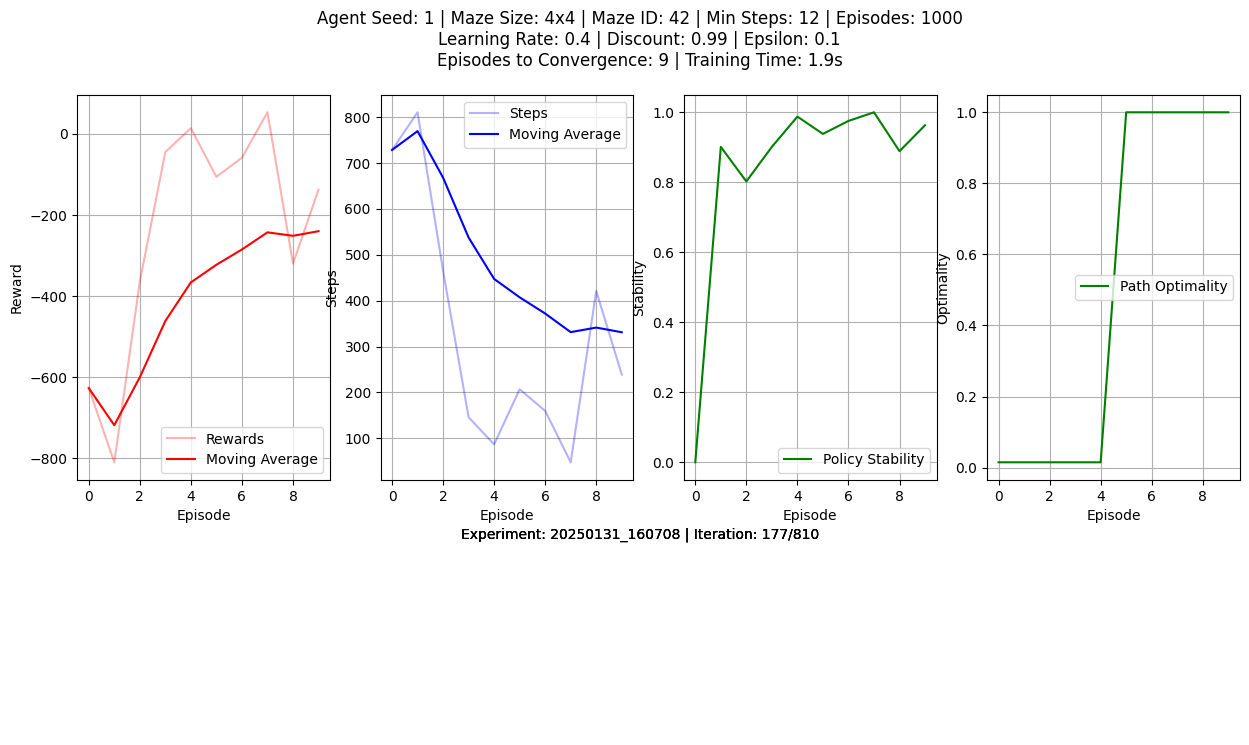 Agent Seed: 1 | Maze Size: 4x4 | Maze ID: 42 | Min Steps: 12 | Episodes: 1000
Learning Rate: 0.4 | Discount: 0.99 | Epsilon: 0.1
Episodes to Convergence: 9 | Training Time: 1.9s
Reward
0
−200
−400
−600
−800
0 2 4 6 8
Episode
Rewards
Moving Average
Steps
800
700
600
500
400
300
200
100
0 2 4 6 8
Episode
Steps
Moving Average
Stability
1.0
0.8
0.6
0.4
0.2
0.0
0 2 4 6 8
Episode
Policy Stability
Optimality
1.0
0.8
0.6
0.4
0.2
0.0
0 2 4 6 8
Episode
Path Optimality
Experiment: 20250131_160708 | Iteration: 177/810